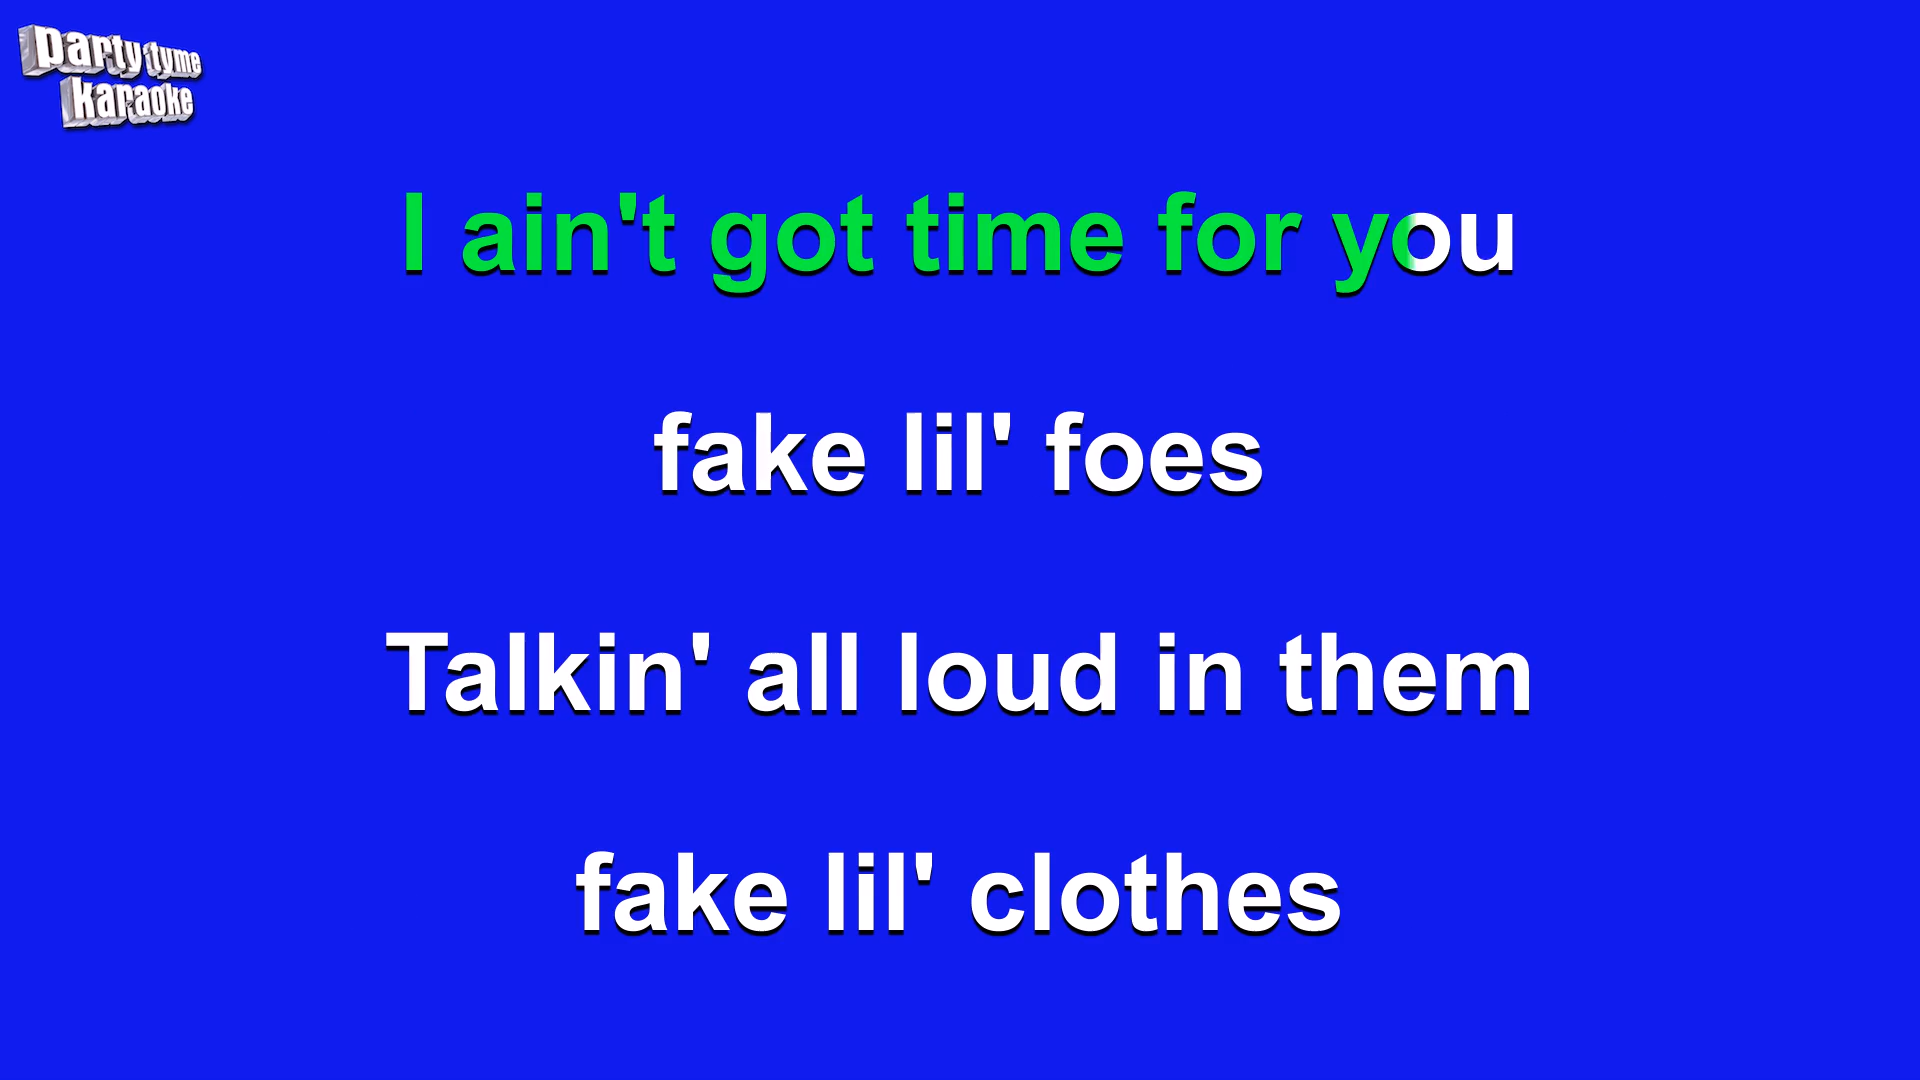 party tyme
karaoke
I ain't got time for you
fake lil' foes
Talkin' all loud in them
fake lil' clothes